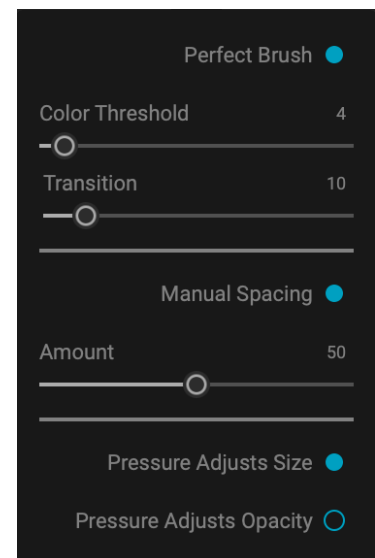 Perfect Brush
Color Threshold 4
Transition 10
Manual Spacing
Amount 50
Pressure Adjusts Size
Pressure Adjusts Opacity